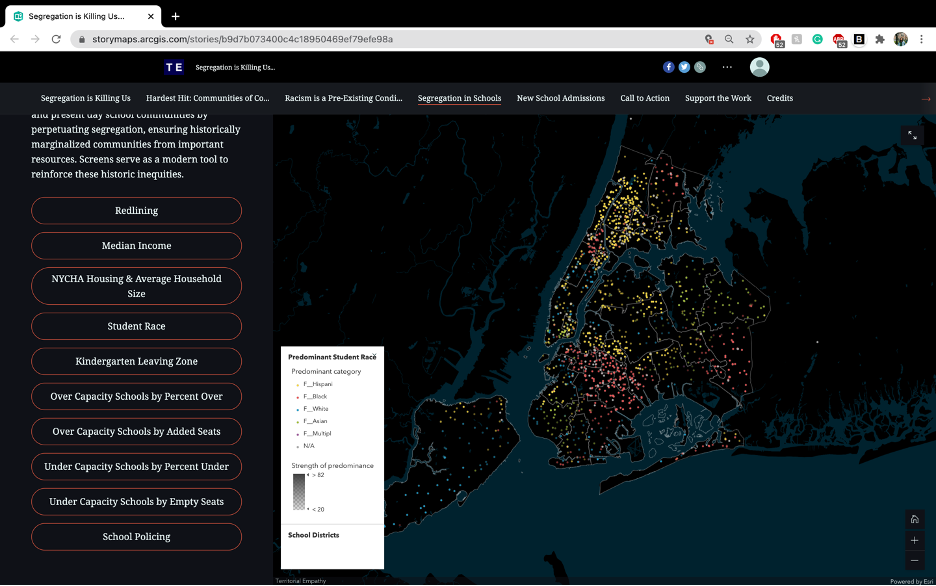 Segregation is Killing Us...
storymaps.arcgis.com/stories/b9d7b073400c4c18950469ef79efe98a
52
52
B
TE
Segregation is Killing Us...
Segregation is Killing Us
Hardest Hit: Communities of Co...
Racism is a Pre-Existing Condi...
Segregation in Schools
New School Admissions
Call to Action
Support the Work
Credits
and present day school communities by
perpetuating segregation, ensuring historically
marginalized communities from important
resources. Screens serve as a modern tool to
reinforce these historic inequities.
Redlining
Median Income
NYCHA Housing & Average Household
Size
Student Race
Kindergarten Leaving Zone
Over Capacity Schools by Percent Over
Over Capacity Schools by Added Seats
Under Capacity Schools by Percent Under
Under Capacity Schools by Empty Seats
School Policing
Predominant Student Race
Predominant category
F__Hispani
F__Black
F__White
F__Asian
F__Multipl
N/A
Strength of predominance
> 82
< 20
School Districts
Territorial Empathy
Powered by Esri